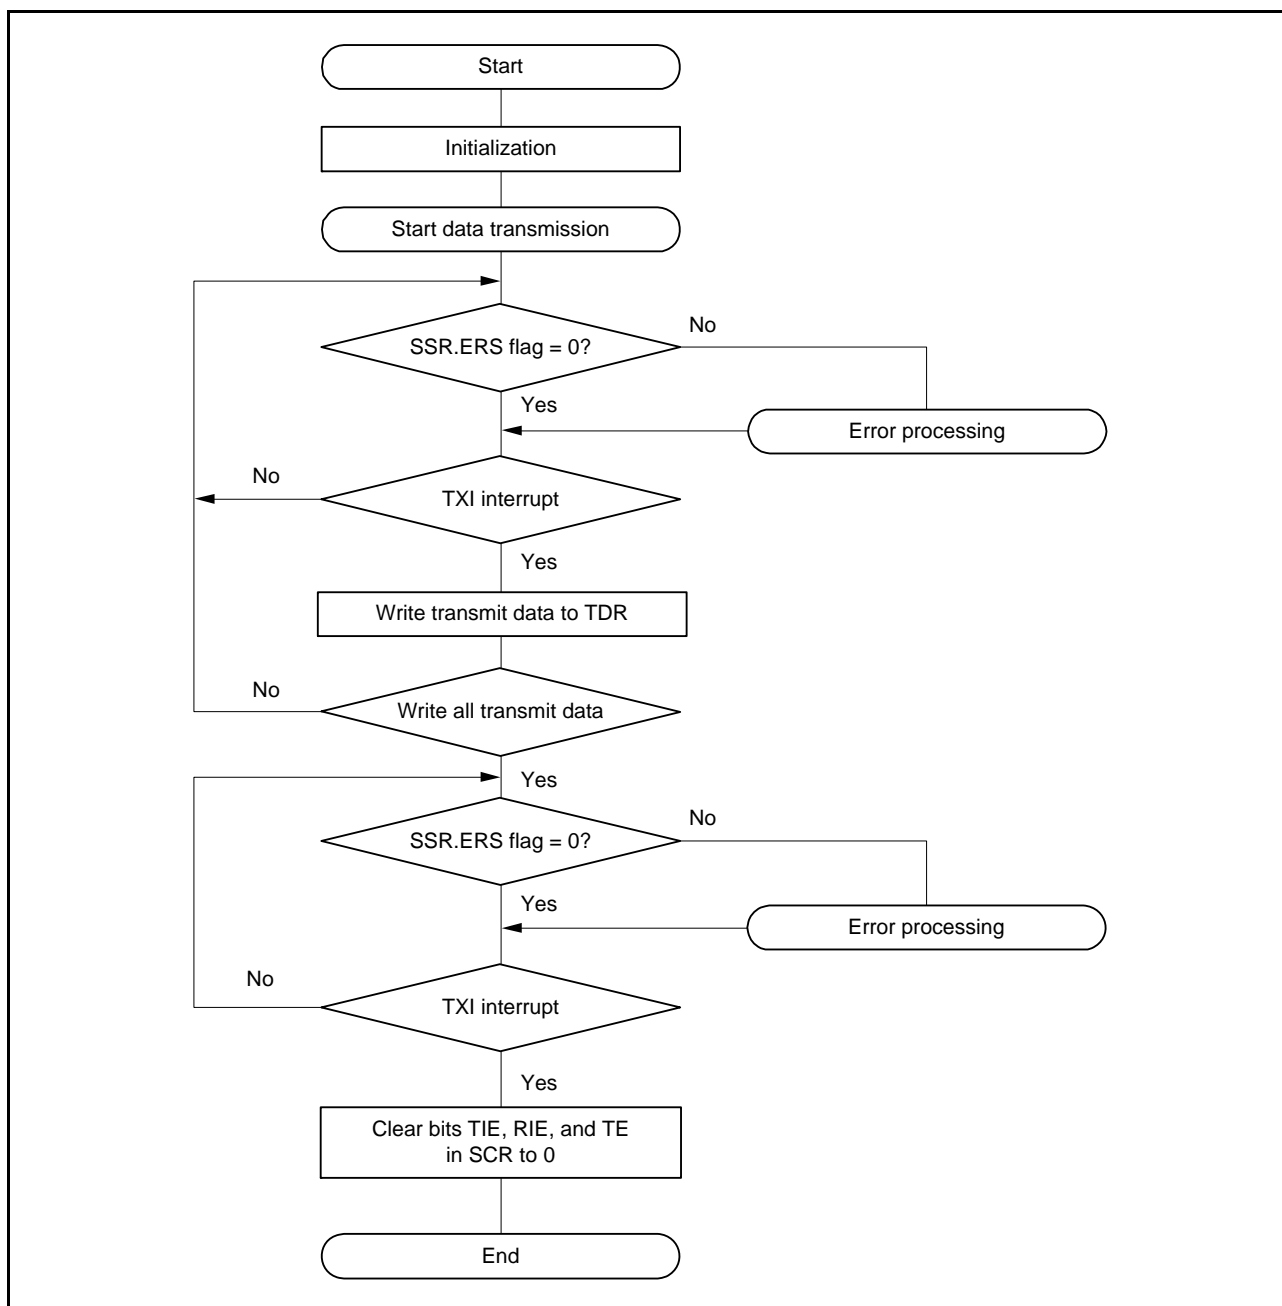 Start
Initialization
Start data transmission
SSR.ERS flag = 0?
No
Yes
Error processing
No
TXI interrupt
Yes
Write transmit data to TDR
No
Write all transmit data
Yes
SSR.ERS flag = 0?
No
Yes
Error processing
No
TXI interrupt
Yes
Clear bits TIE, RIE, and TE
in SCR to 0
End